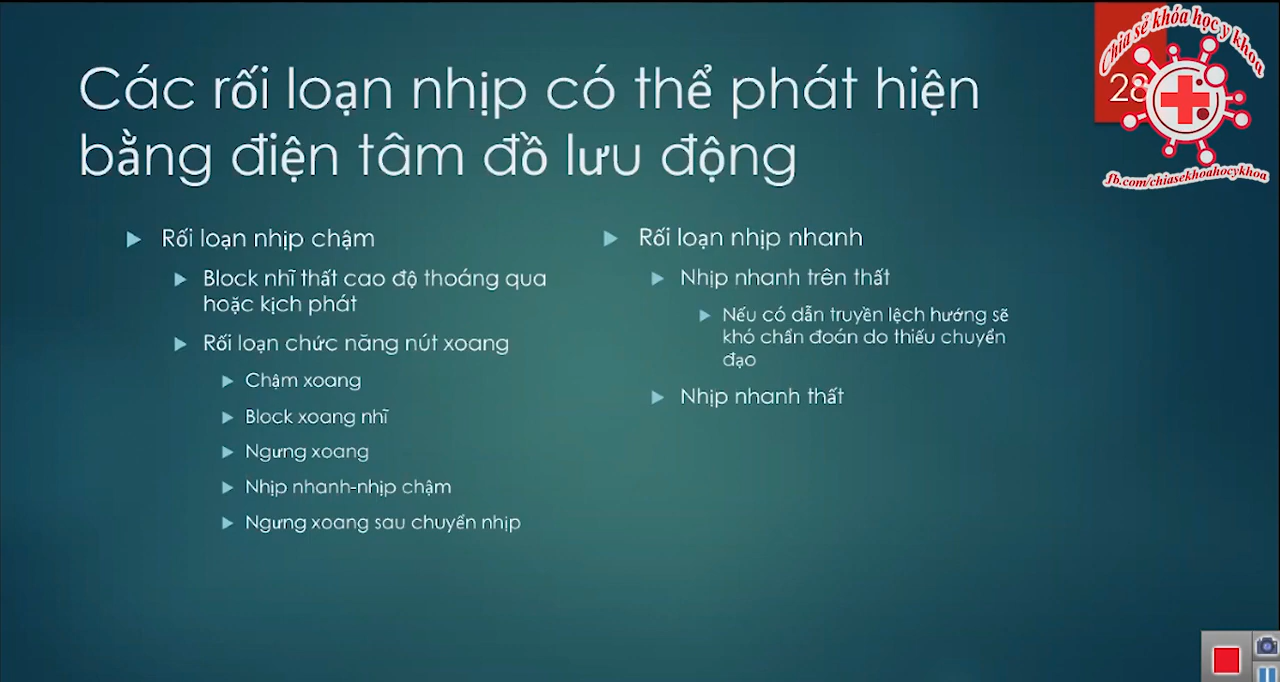 Các rối loạn nhịp có thể phát hiện
bằng điện tâm đồ lưu động
Rối loạn nhịp chậm
Block nhĩ thất cao độ thoáng qua
hoặc kịch phát
Rối loạn chức năng nút xoang
Chậm xoang
Block xoang nhĩ
Ngưng xoang
Nhịp nhanh-nhịp chậm
Ngưng xoang sau chuyển nhịp
Rối loạn nhịp nhanh
Nhịp nhanh trên thất
Nếu có dẫn truyền lệch hướng sẽ
khó chẩn đoán do thiếu chuyển
đạo
Nhịp nhanh thất
Chia sẻ khóa học y khoa
28
fb.com/chiasekhoahocykhoa